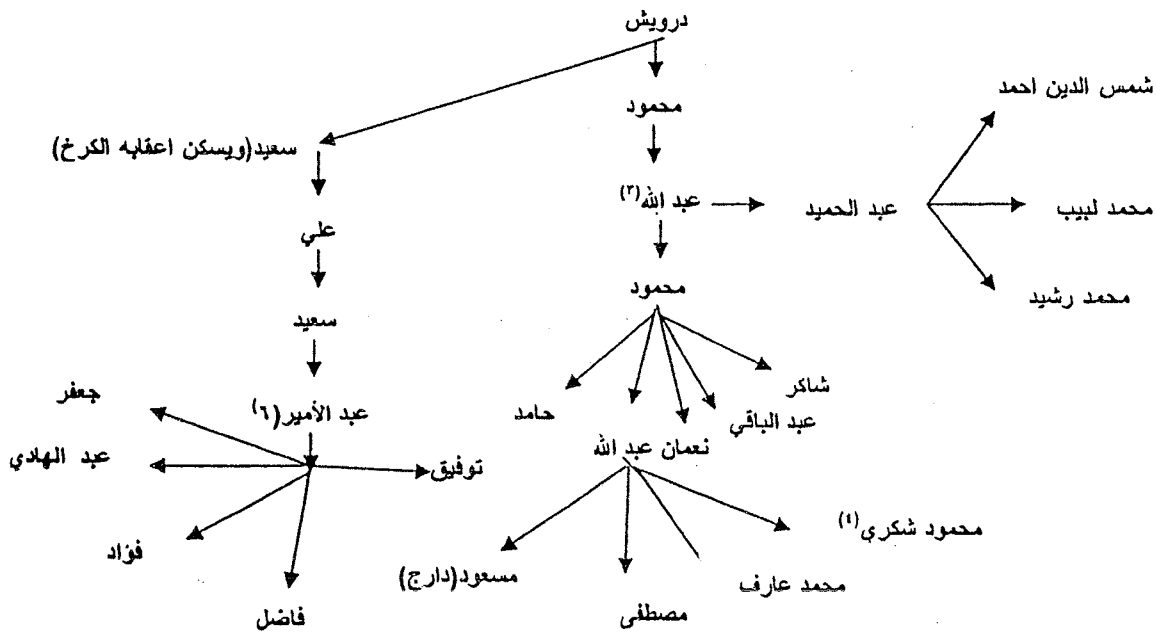 درويش
شمس الدين احمد
محمود
سعيد(ويسكن اعقابه الكرخ)
عبد الله(٣)
عبد الحميد
محمد لبيب
علي
محمود
محمد رشيد
سعيد
شاكر
جعفر
عبد الأمير(٦)
حامد
عبد الباقي
نعمان عبد الله
عبد الهادي
توفيق
محمود شكري(٤)
فؤاد
مسعود(دارج)
محمد عارف
فاضل
مصطفى